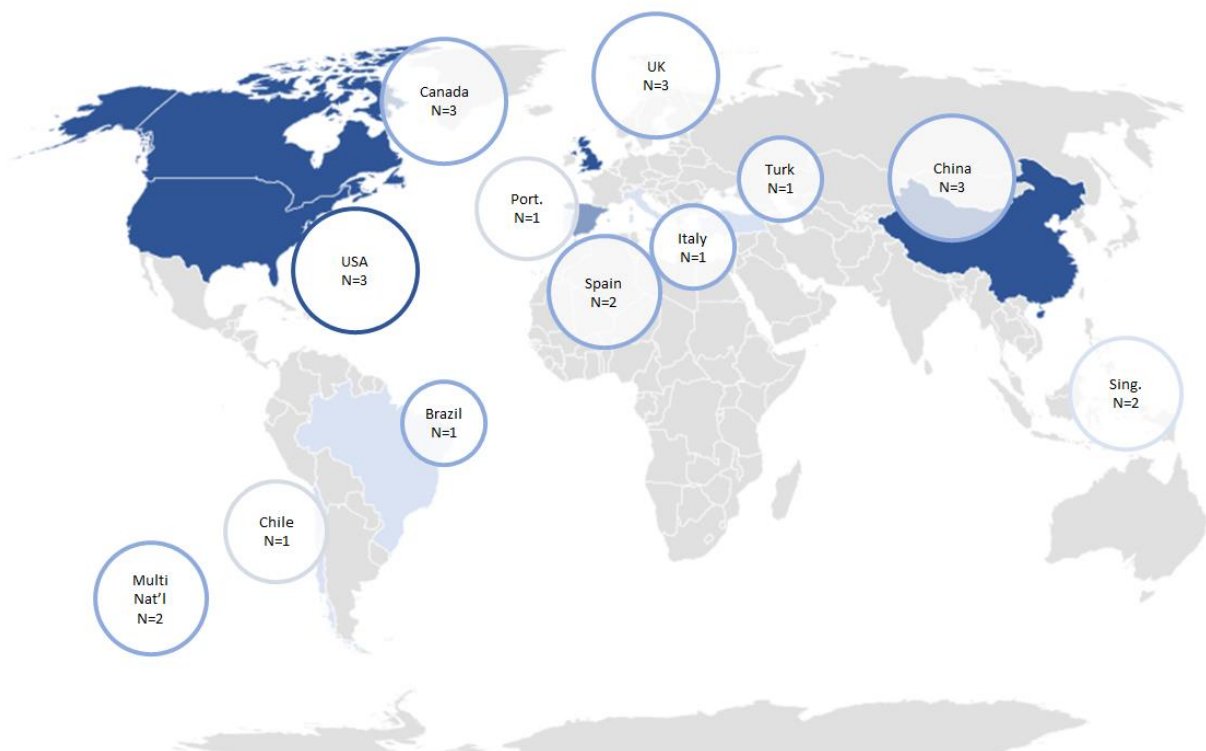 Canada
N=3
UK
N=3
Turk
N=1
China
N=3
Port.
N=1
USA
N=3
Italy
N=1
Spain
N=2
Sing.
N=2
Brazil
N=1
Chile
N=1
Multi
Nat’l
N=2